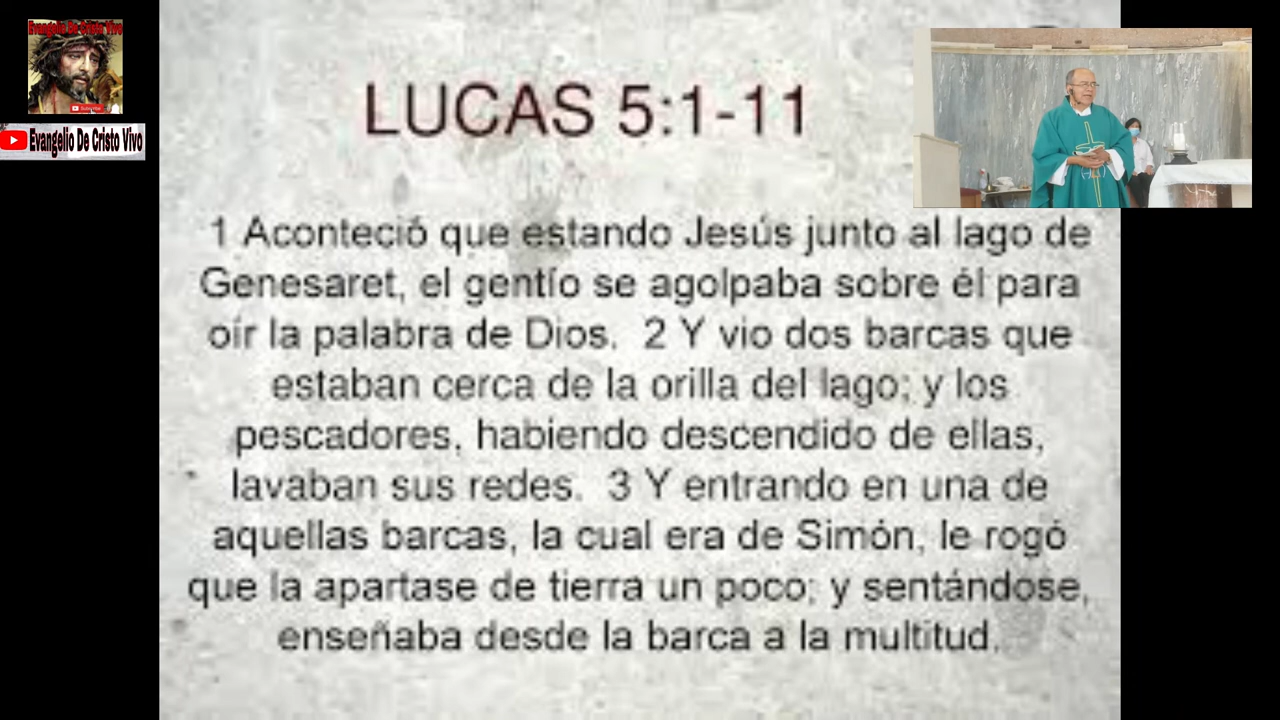 Evangelio De Cristo Vivo
Subscribe
Evangelio De Cristo Vivo
LUCAS 5:1-11
1 Aconteció que estando Jesús junto al lago de
Genesaret, el gentío se agolpaba sobre él para
oír la palabra de Dios. 2 Y vio dos barcas que
estaban cerca de la orilla del lago; y los
pescadores, habiendo descendido de ellas,
lavaban sus redes. 3 Y entrando en una de
aquellas barcas, la cual era de Simón, le rogó
que la apartase de tierra un poco; y sentándose,
enseñaba desde la barca a la multitud.